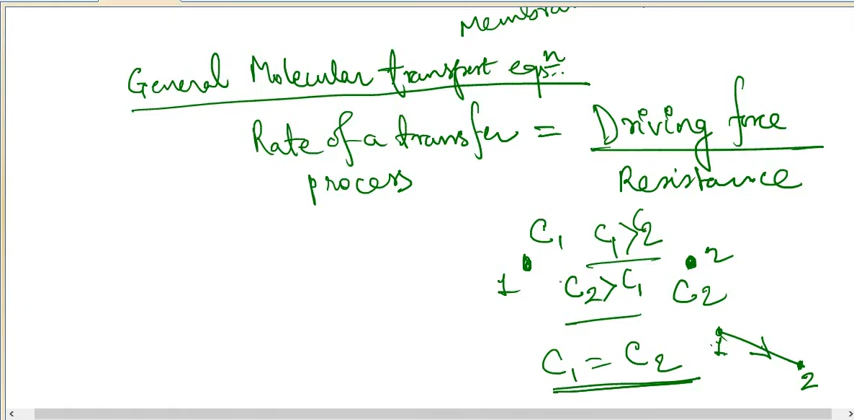 General Molecular transport eqn:
Rate of a transfer process = Driving force / Resistance
C1 C1>C2 2
1 C2>C1 C2
C1 = C2 1
2